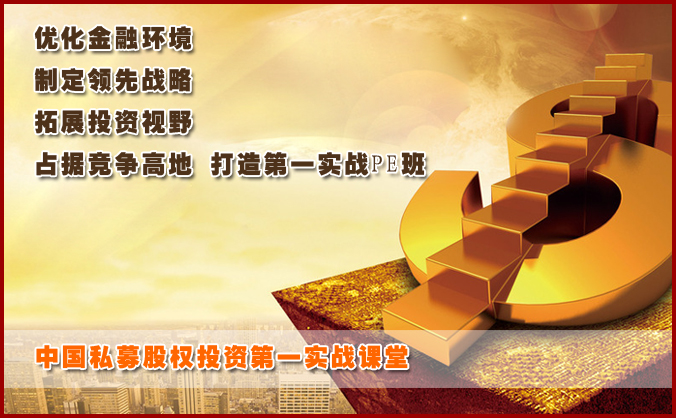 优化金融环境
制定领先战略
拓展投资视野
占据竞争高地 打造第一实战PE班
中国私募股权投资第一实战课堂